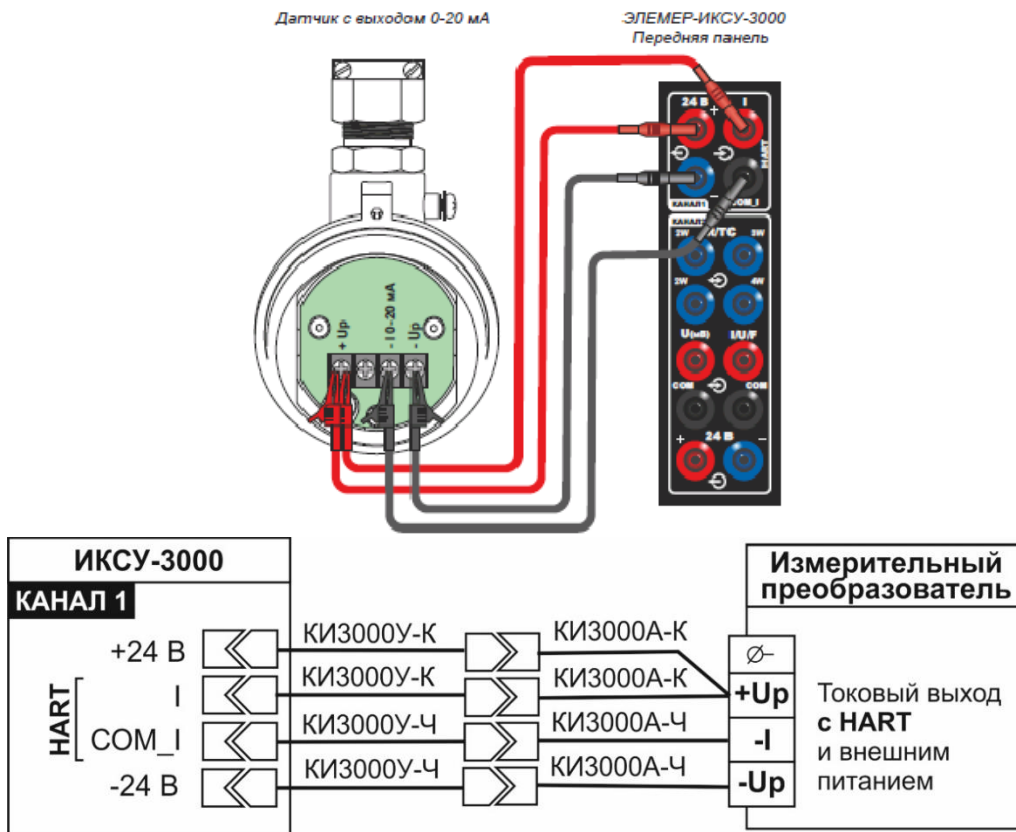 Датчик с выходом 0-20 мА
ЭЛЕМЕР-ИКСУ-3000
Передняя панель
24 В
+
I
HART
-
КАНАЛ1
COM_I
КАНАЛ2
2W
/TC
3W
2W
4W
U(мВ)
I/U/F
COM
COM
+
24 В
-
+ Up
- I 0-20 мА
- Up
ИКСУ-3000
КАНАЛ 1
+24 В
HART
I
COM_I
-24 В
КИ3000У-К
КИ3000А-К
КИ3000У-К
КИ3000А-К
КИ3000У-Ч
КИ3000А-Ч
КИ3000У-Ч
КИ3000А-Ч
Измерительный
преобразователь
+Up
-I
-Up
Токовый выход
с HART
и внешним
питанием